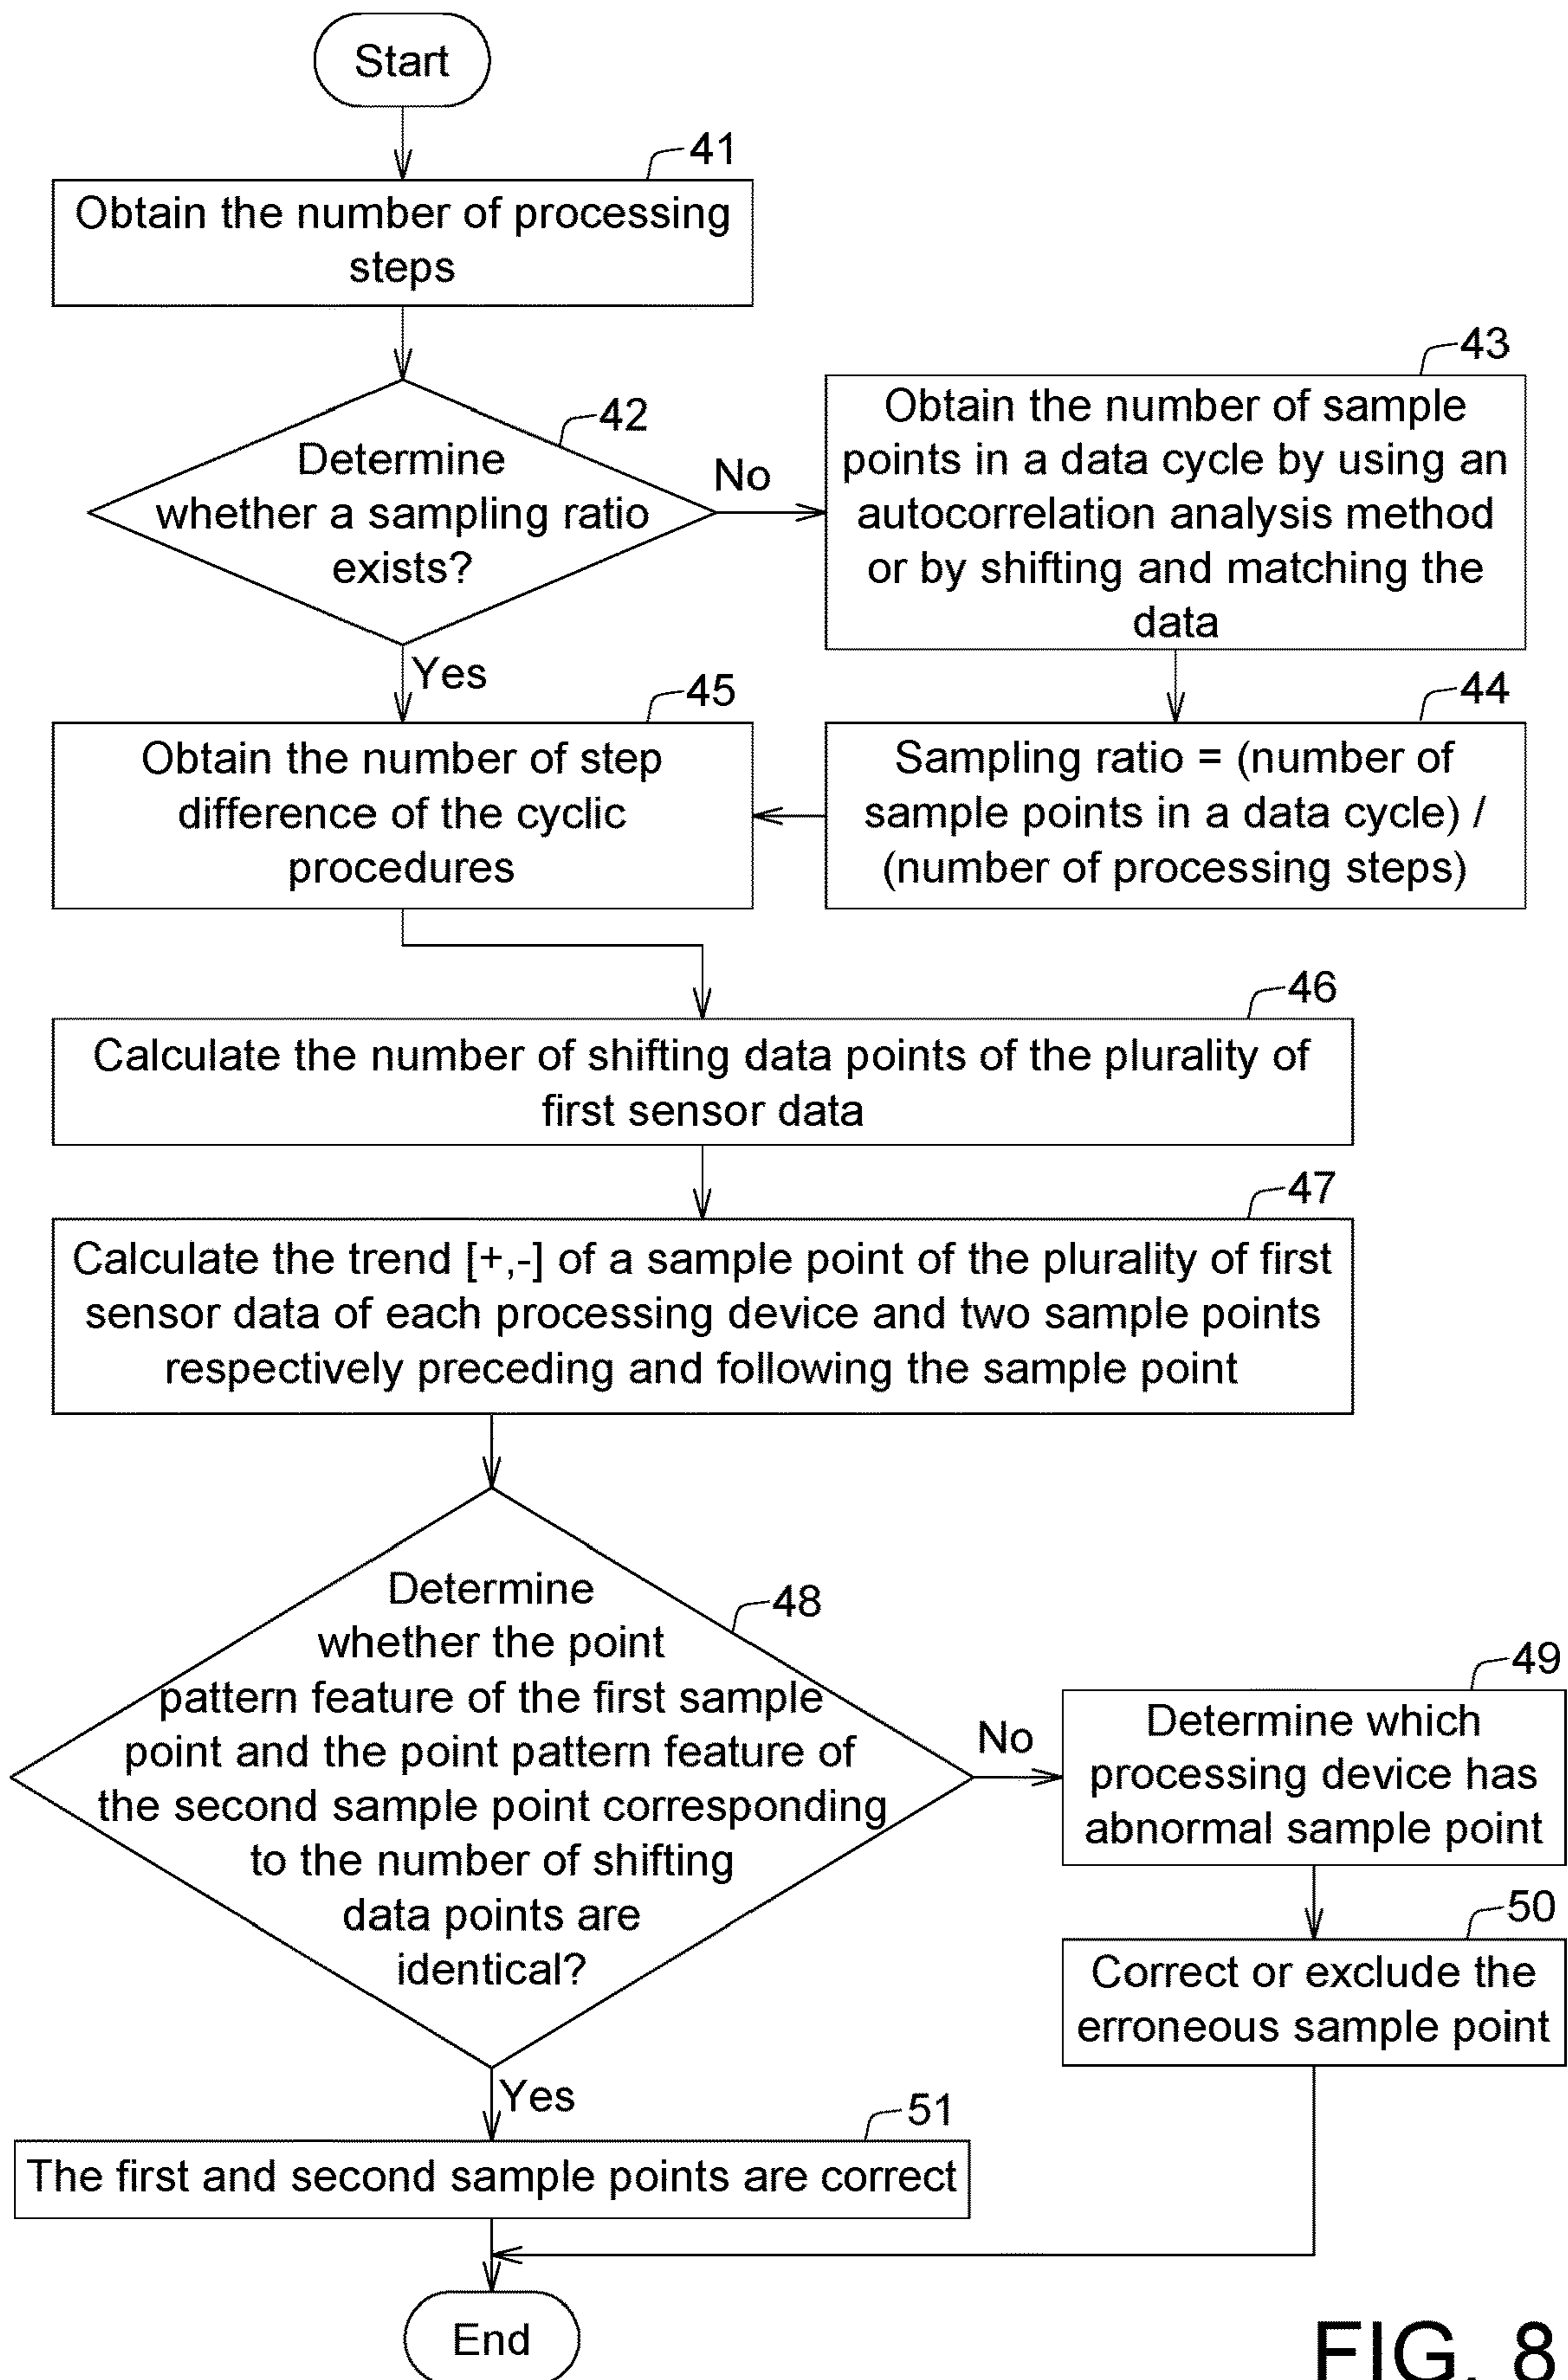 Start
41
Obtain the number of processing
steps
42
Determine
whether a sampling ratio
exists?
No
Yes
43
Obtain the number of sample
points in a data cycle by using an
autocorrelation analysis method
or by shifting and matching the
data
44
Sampling ratio = (number of
sample points in a data cycle) /
(number of processing steps)
45
Obtain the number of step
difference of the cyclic
procedures
46
Calculate the number of shifting data points of the plurality of
first sensor data
47
Calculate the trend [+,-] of a sample point of the plurality of first
sensor data of each processing device and two sample points
respectively preceding and following the sample point
48
Determine
whether the point
pattern feature of the first sample
point and the point pattern feature of
the second sample point corresponding
to the number of shifting
data points are
identical?
No
Yes
49
Determine which
processing device has
abnormal sample point
50
Correct or exclude the
erroneous sample point
51
The first and second sample points are correct
End
FIG. 8